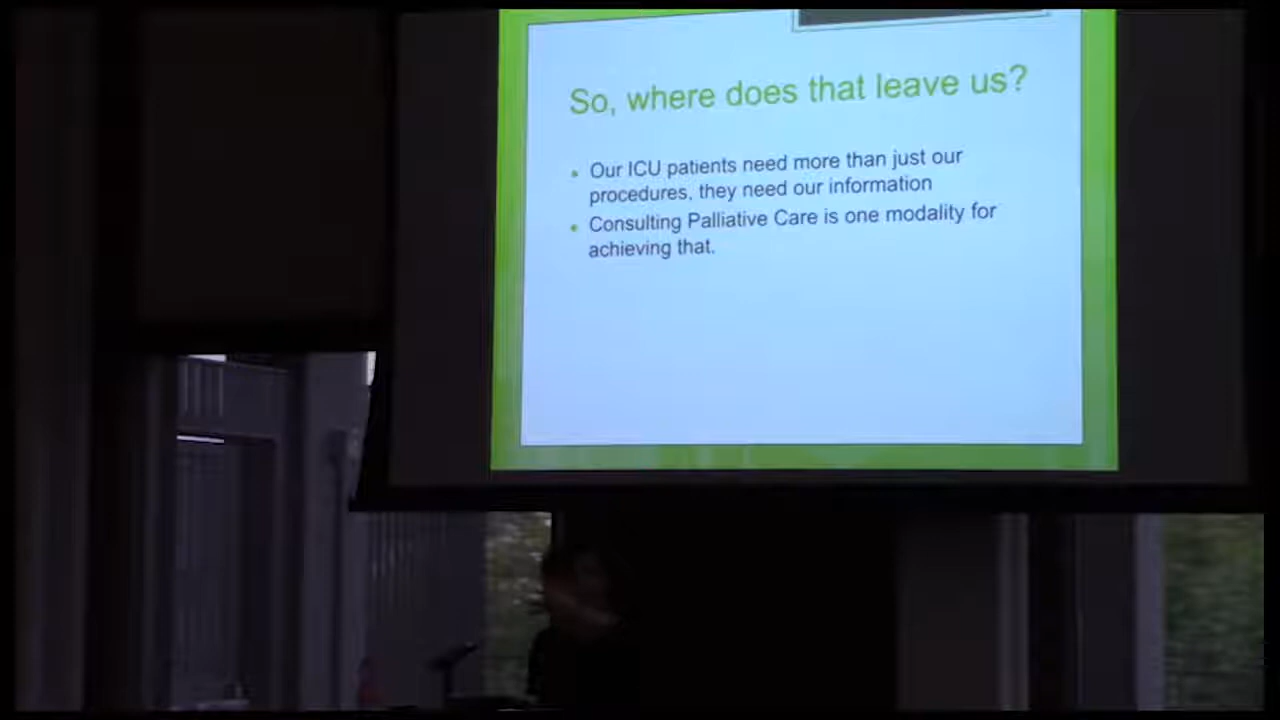 So, where does that leave us?
• Our ICU patients need more than just our
procedures, they need our information
• Consulting Palliative Care is one modality for
achieving that.